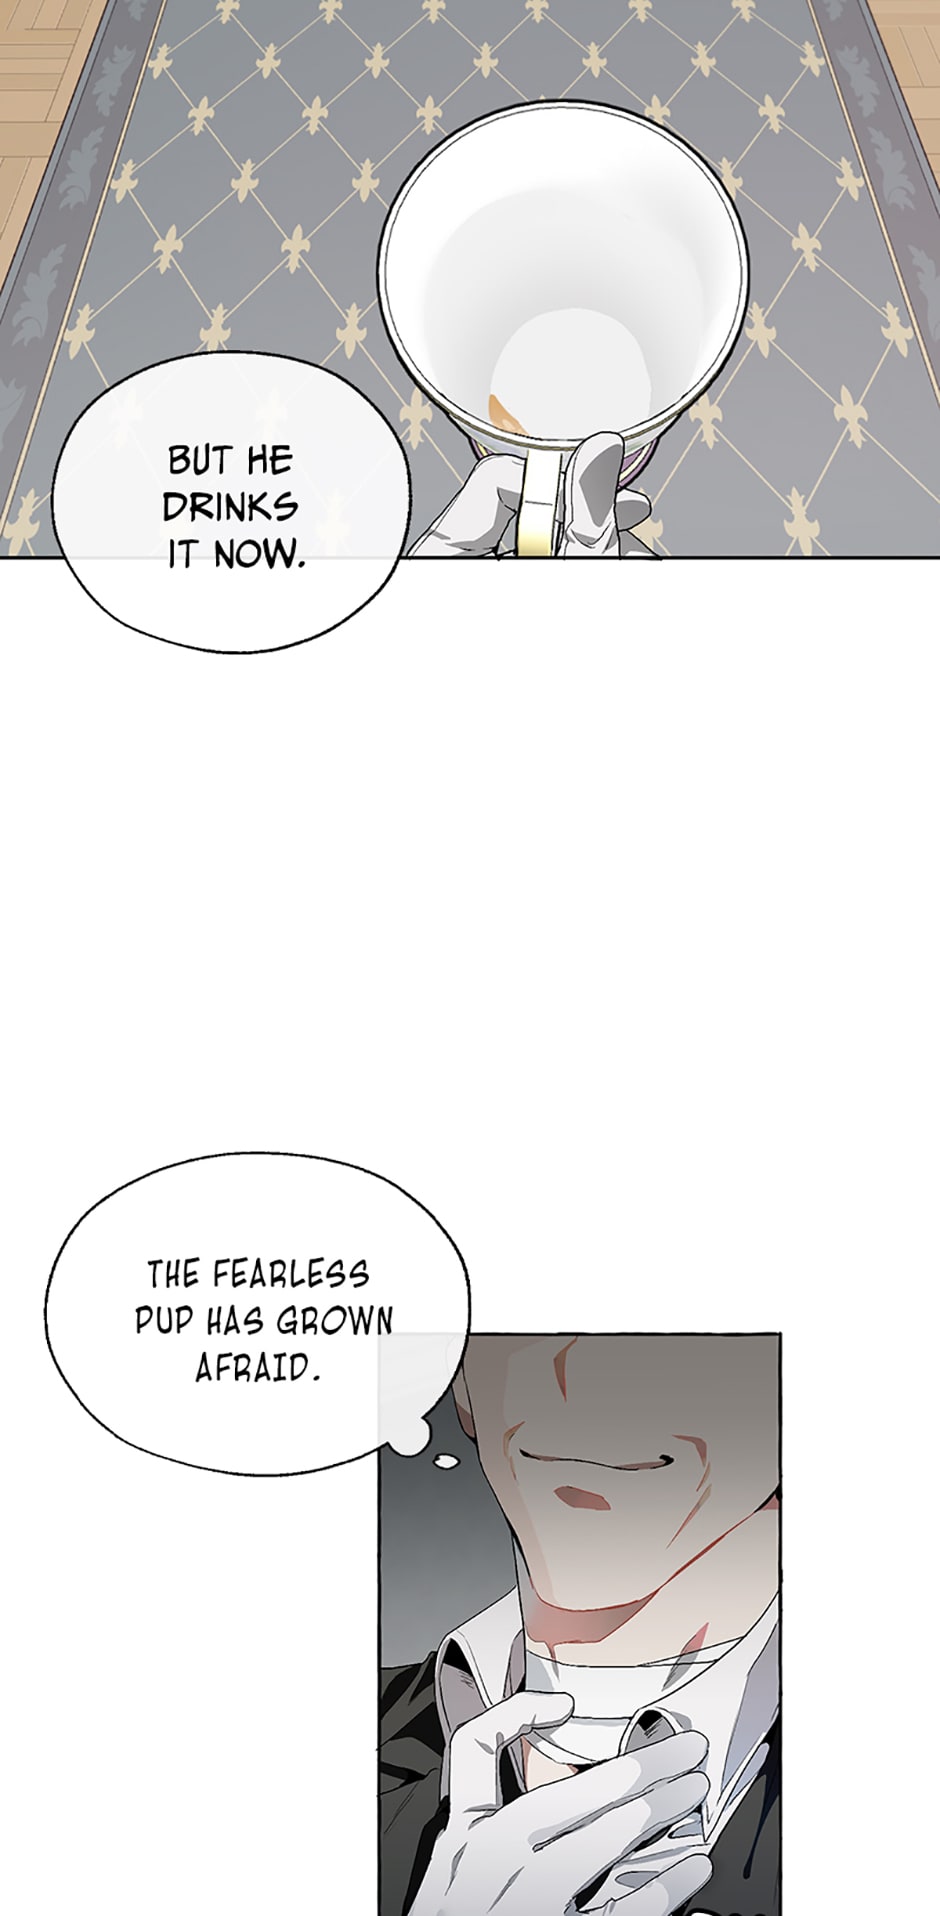 BUT HE
DRINKS
IT NOW.
THE FEARLESS
PUP HAS GROWN
AFRAID.